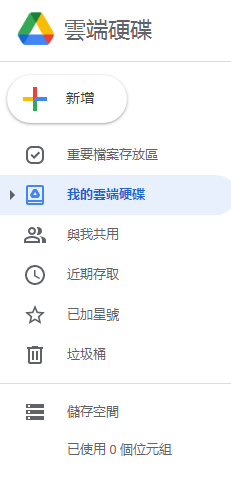 雲端硬碟
新增
重要檔案存放區
我的雲端硬碟
與我共用
近期存取
已加星號
垃圾桶
儲存空間
已使用 0 個位元組